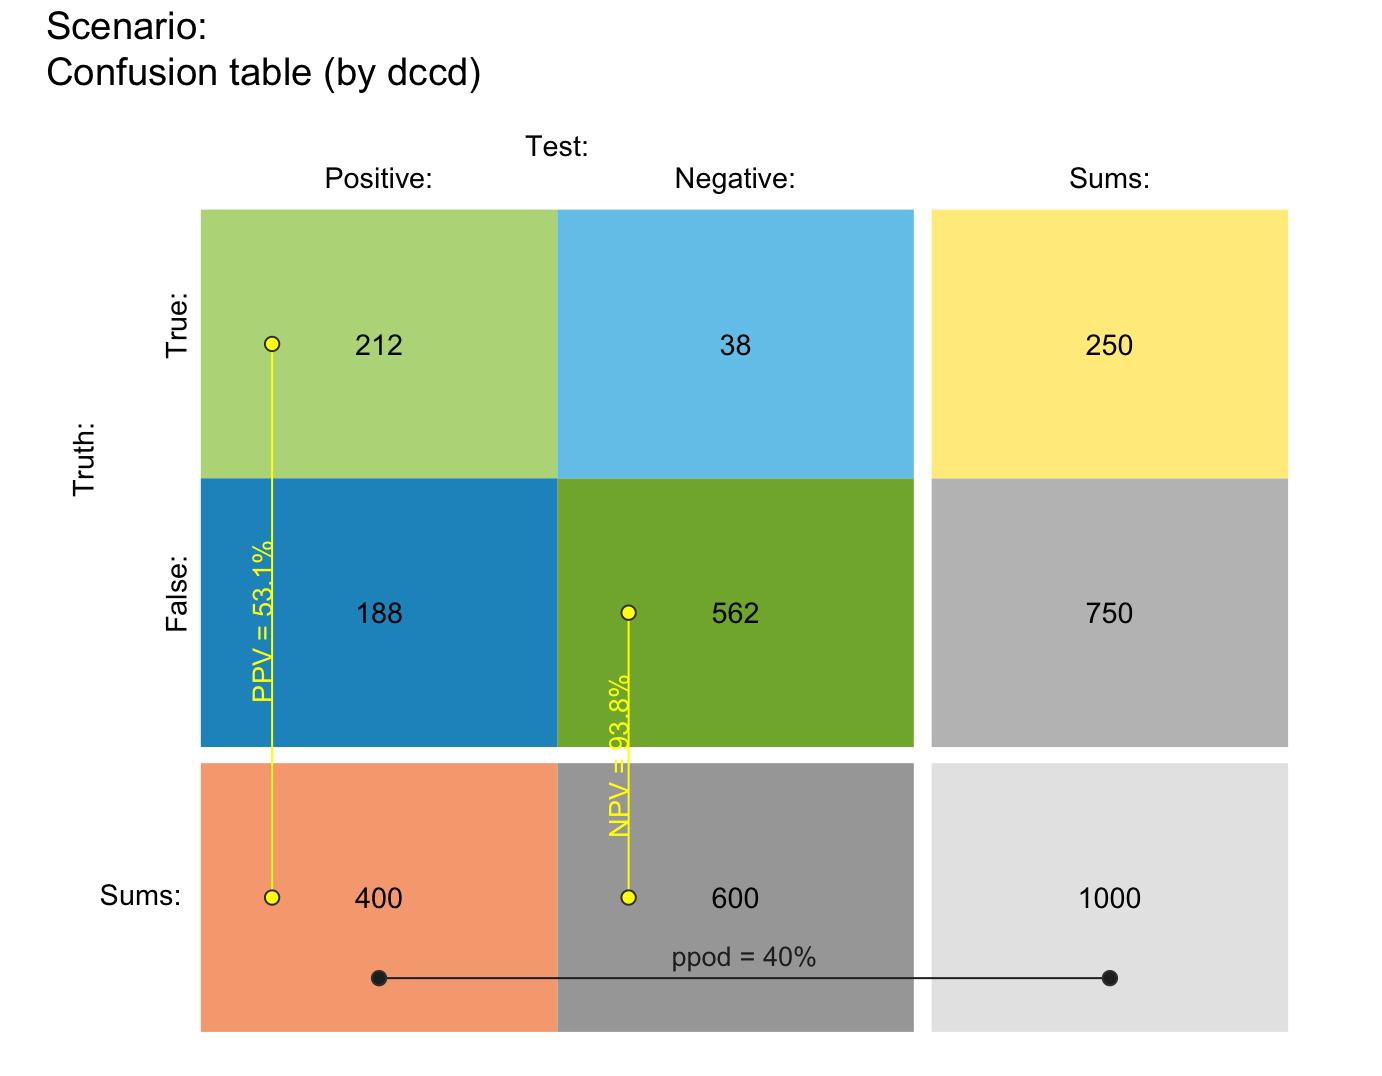 Scenario:
Confusion table (by dccd)
Test:
Positive:
Negative:
Sums:
Truth:
True:
212
38
250
False:
PPV = 53.1%
188
562
750
NPV = 93.8%
Sums:
400
600
1000
ppod = 40%